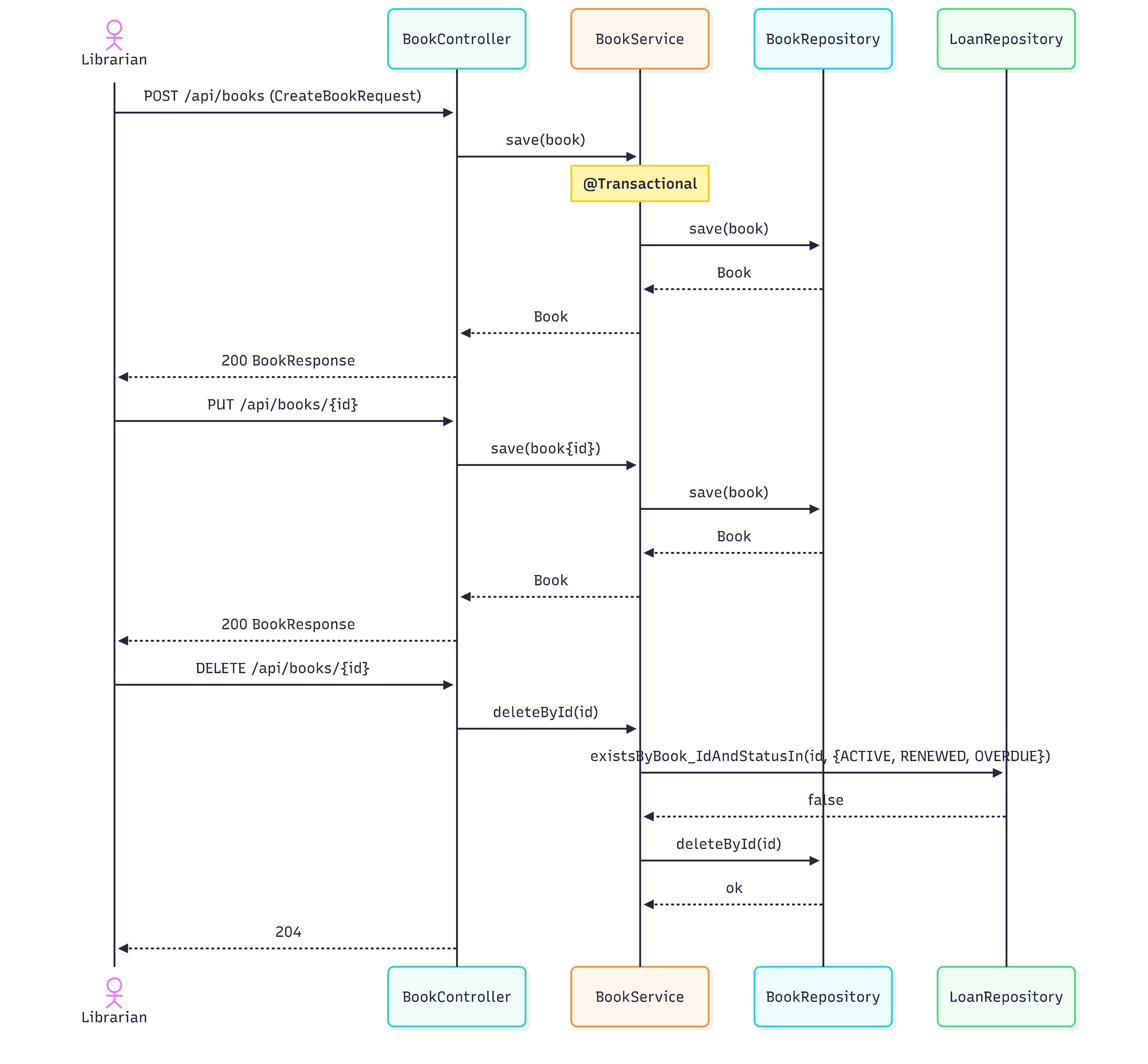 Librarian
BookController
BookService
BookRepository
LoanRepository
POST /api/books (CreateBookRequest)
save(book)
@Transactional
save(book)
Book
Book
200 BookResponse
PUT /api/books/{id}
save(book{id})
save(book)
Book
Book
200 BookResponse
DELETE /api/books/{id}
deleteById(id)
existsByBook_IdAndStatusIn(id, {ACTIVE, RENEWED, OVERDUE})
false
deleteById(id)
ok
204
Librarian
BookController
BookService
BookRepository
LoanRepository